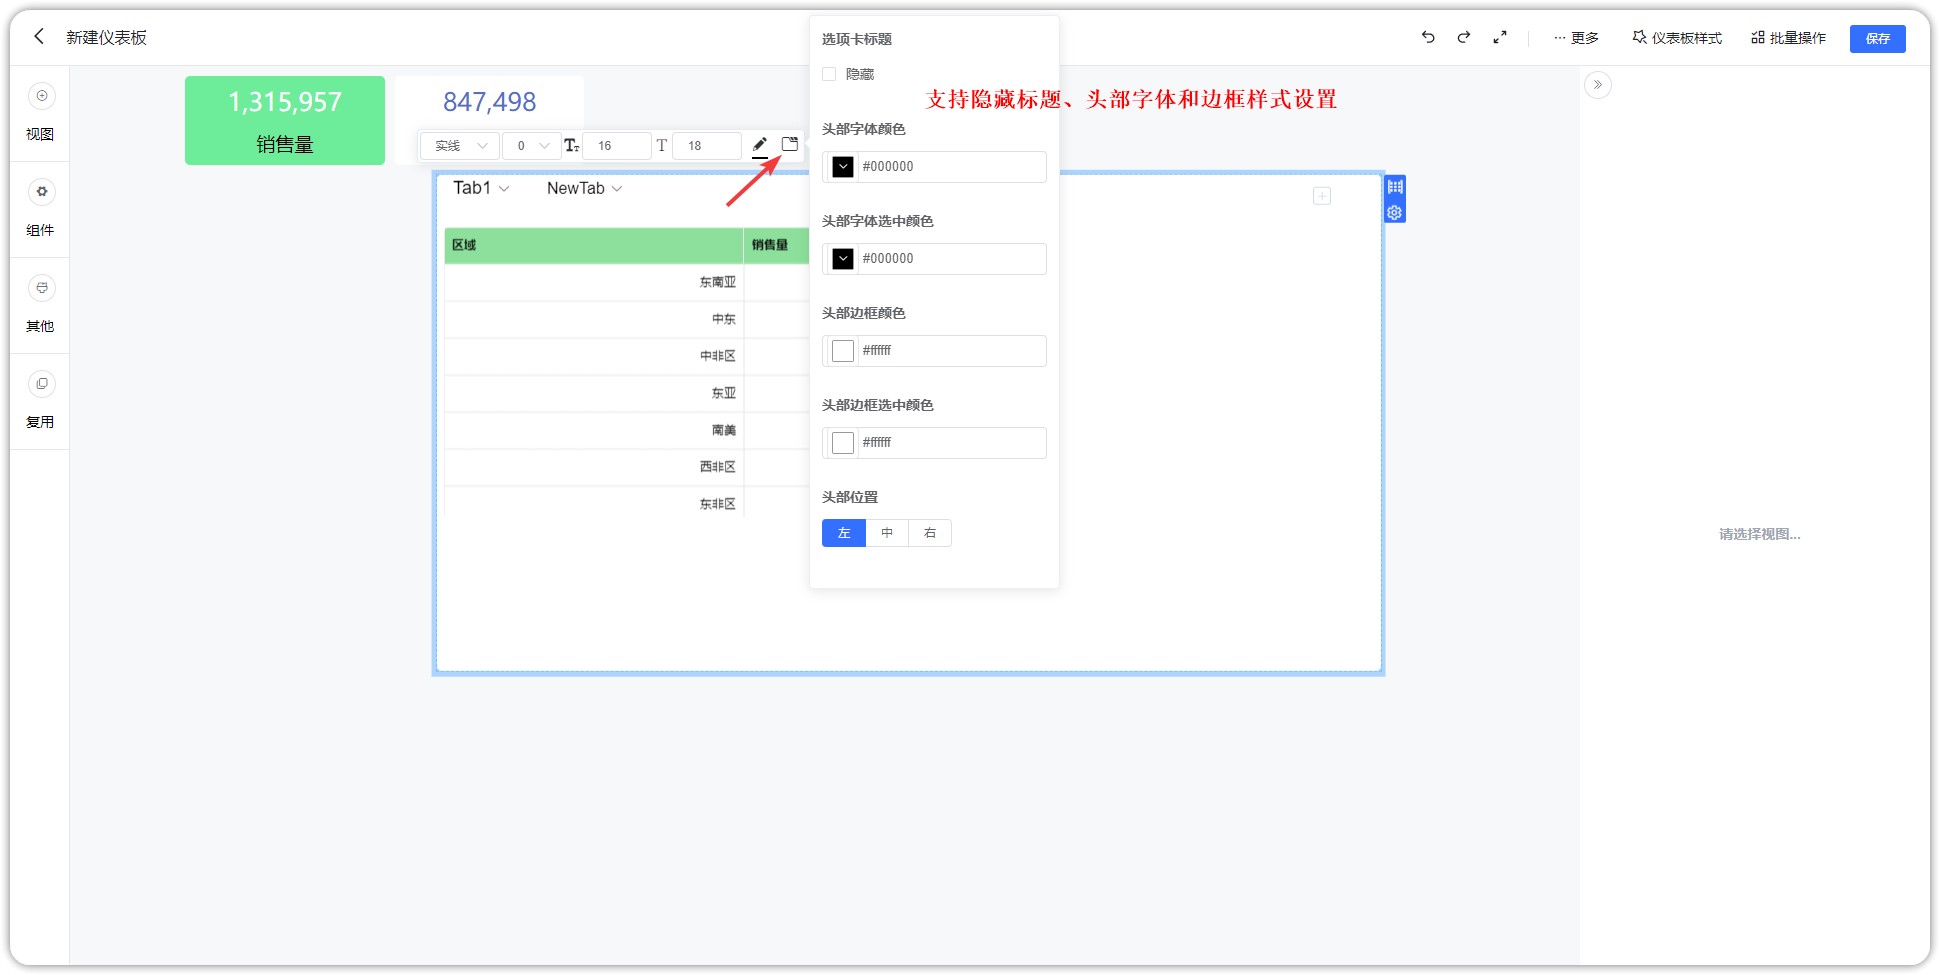 新建仪表板
更多
仪表板样式
批量操作
保存
视图
组件
其他
复用
1,315,957
销售量
847,498
实线
0
16
18
Tab1
NewTab
区域
销售量
东南亚
中东
中非区
东亚
南美
西非区
东非区
选项卡标题
隐藏
支持隐藏标题、头部字体和边框样式设置
头部字体颜色
#000000
头部字体选中颜色
#000000
头部边框颜色
#ffffff
头部边框选中颜色
#ffffff
头部位置
左
中
右
请选择视图...